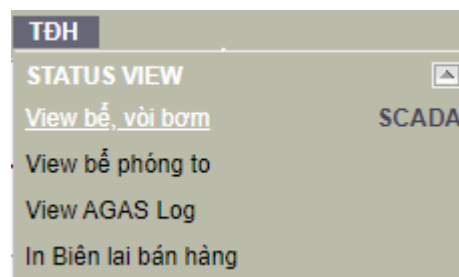 TĐH
STATUS VIEW
View bể, vòi bơm SCADA
View bể phóng to
View AGAS Log
In Biên lai bán hàng